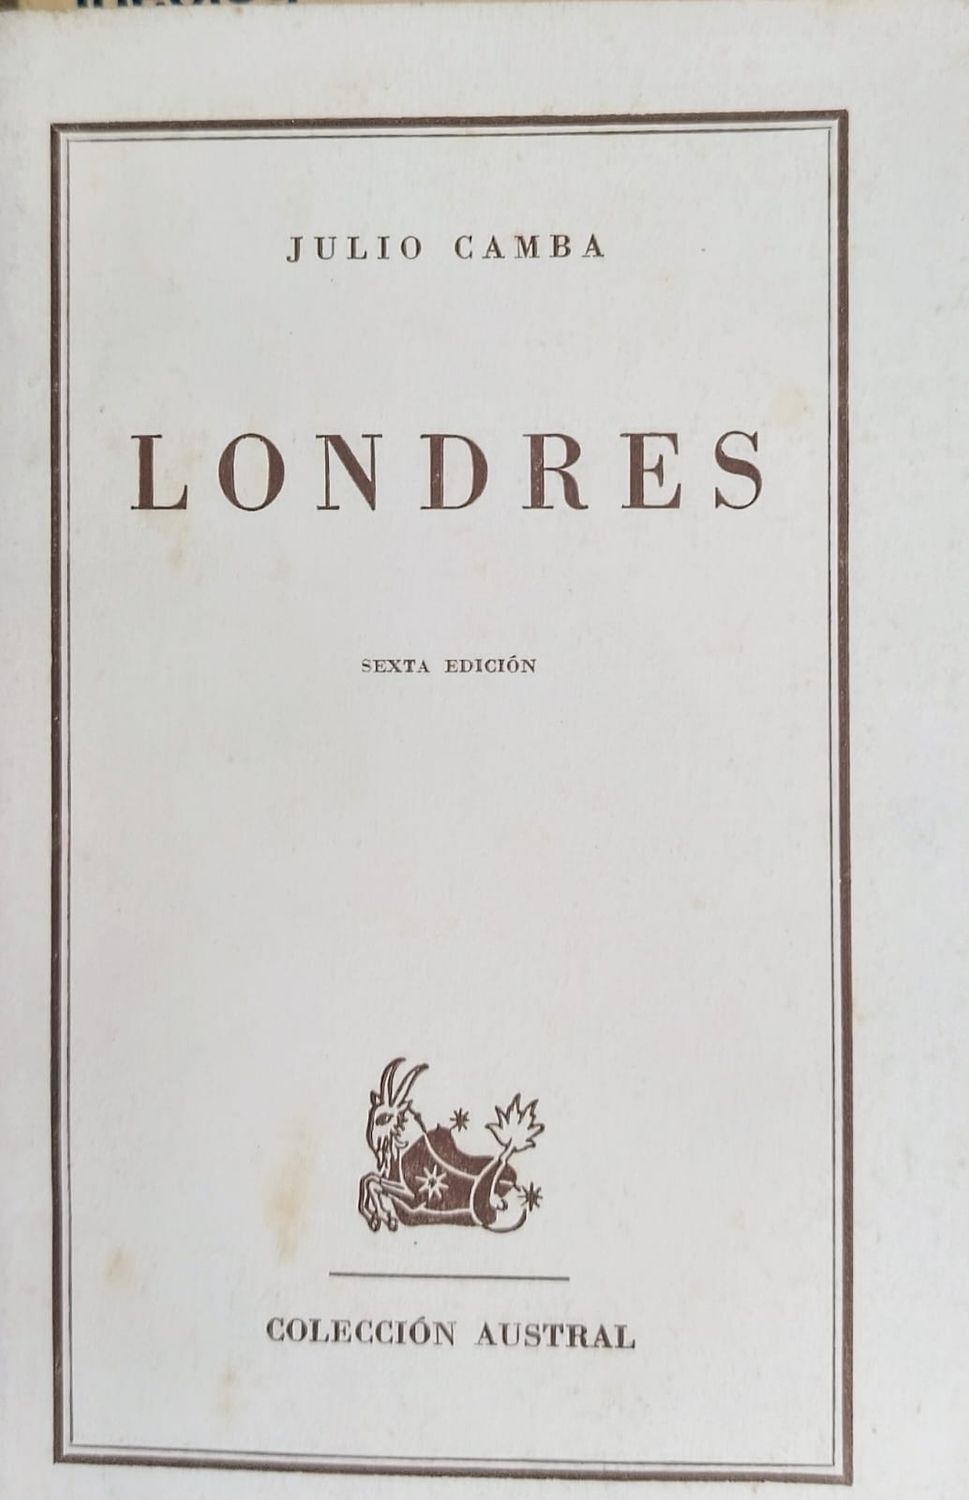 JULIO CAMBA
LONDRES
SEXTA EDICIÓN
COLECCIÓN AUSTRAL